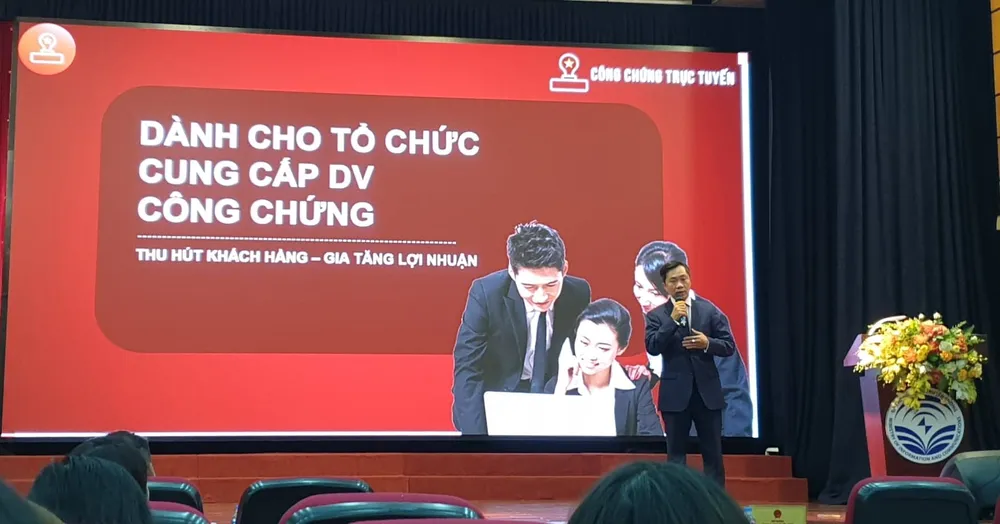 CÔNG CHỨNG TRỰC TUYẾN
DÀNH CHO TỔ CHỨC
CUNG CẤP DV
CÔNG CHỨNG
THU HÚT KHÁCH HÀNG – GIA TĂNG LỢI NHUẬN